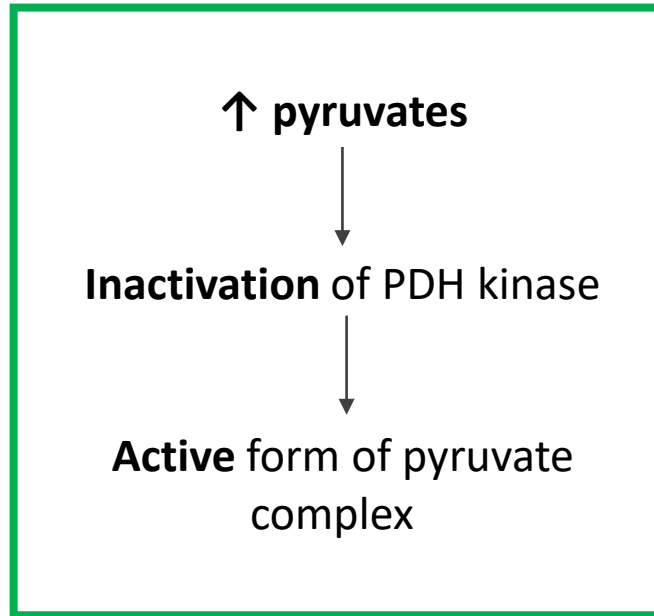 ↑ pyruvates
Inactivation of PDH kinase
Active form of pyruvate
complex